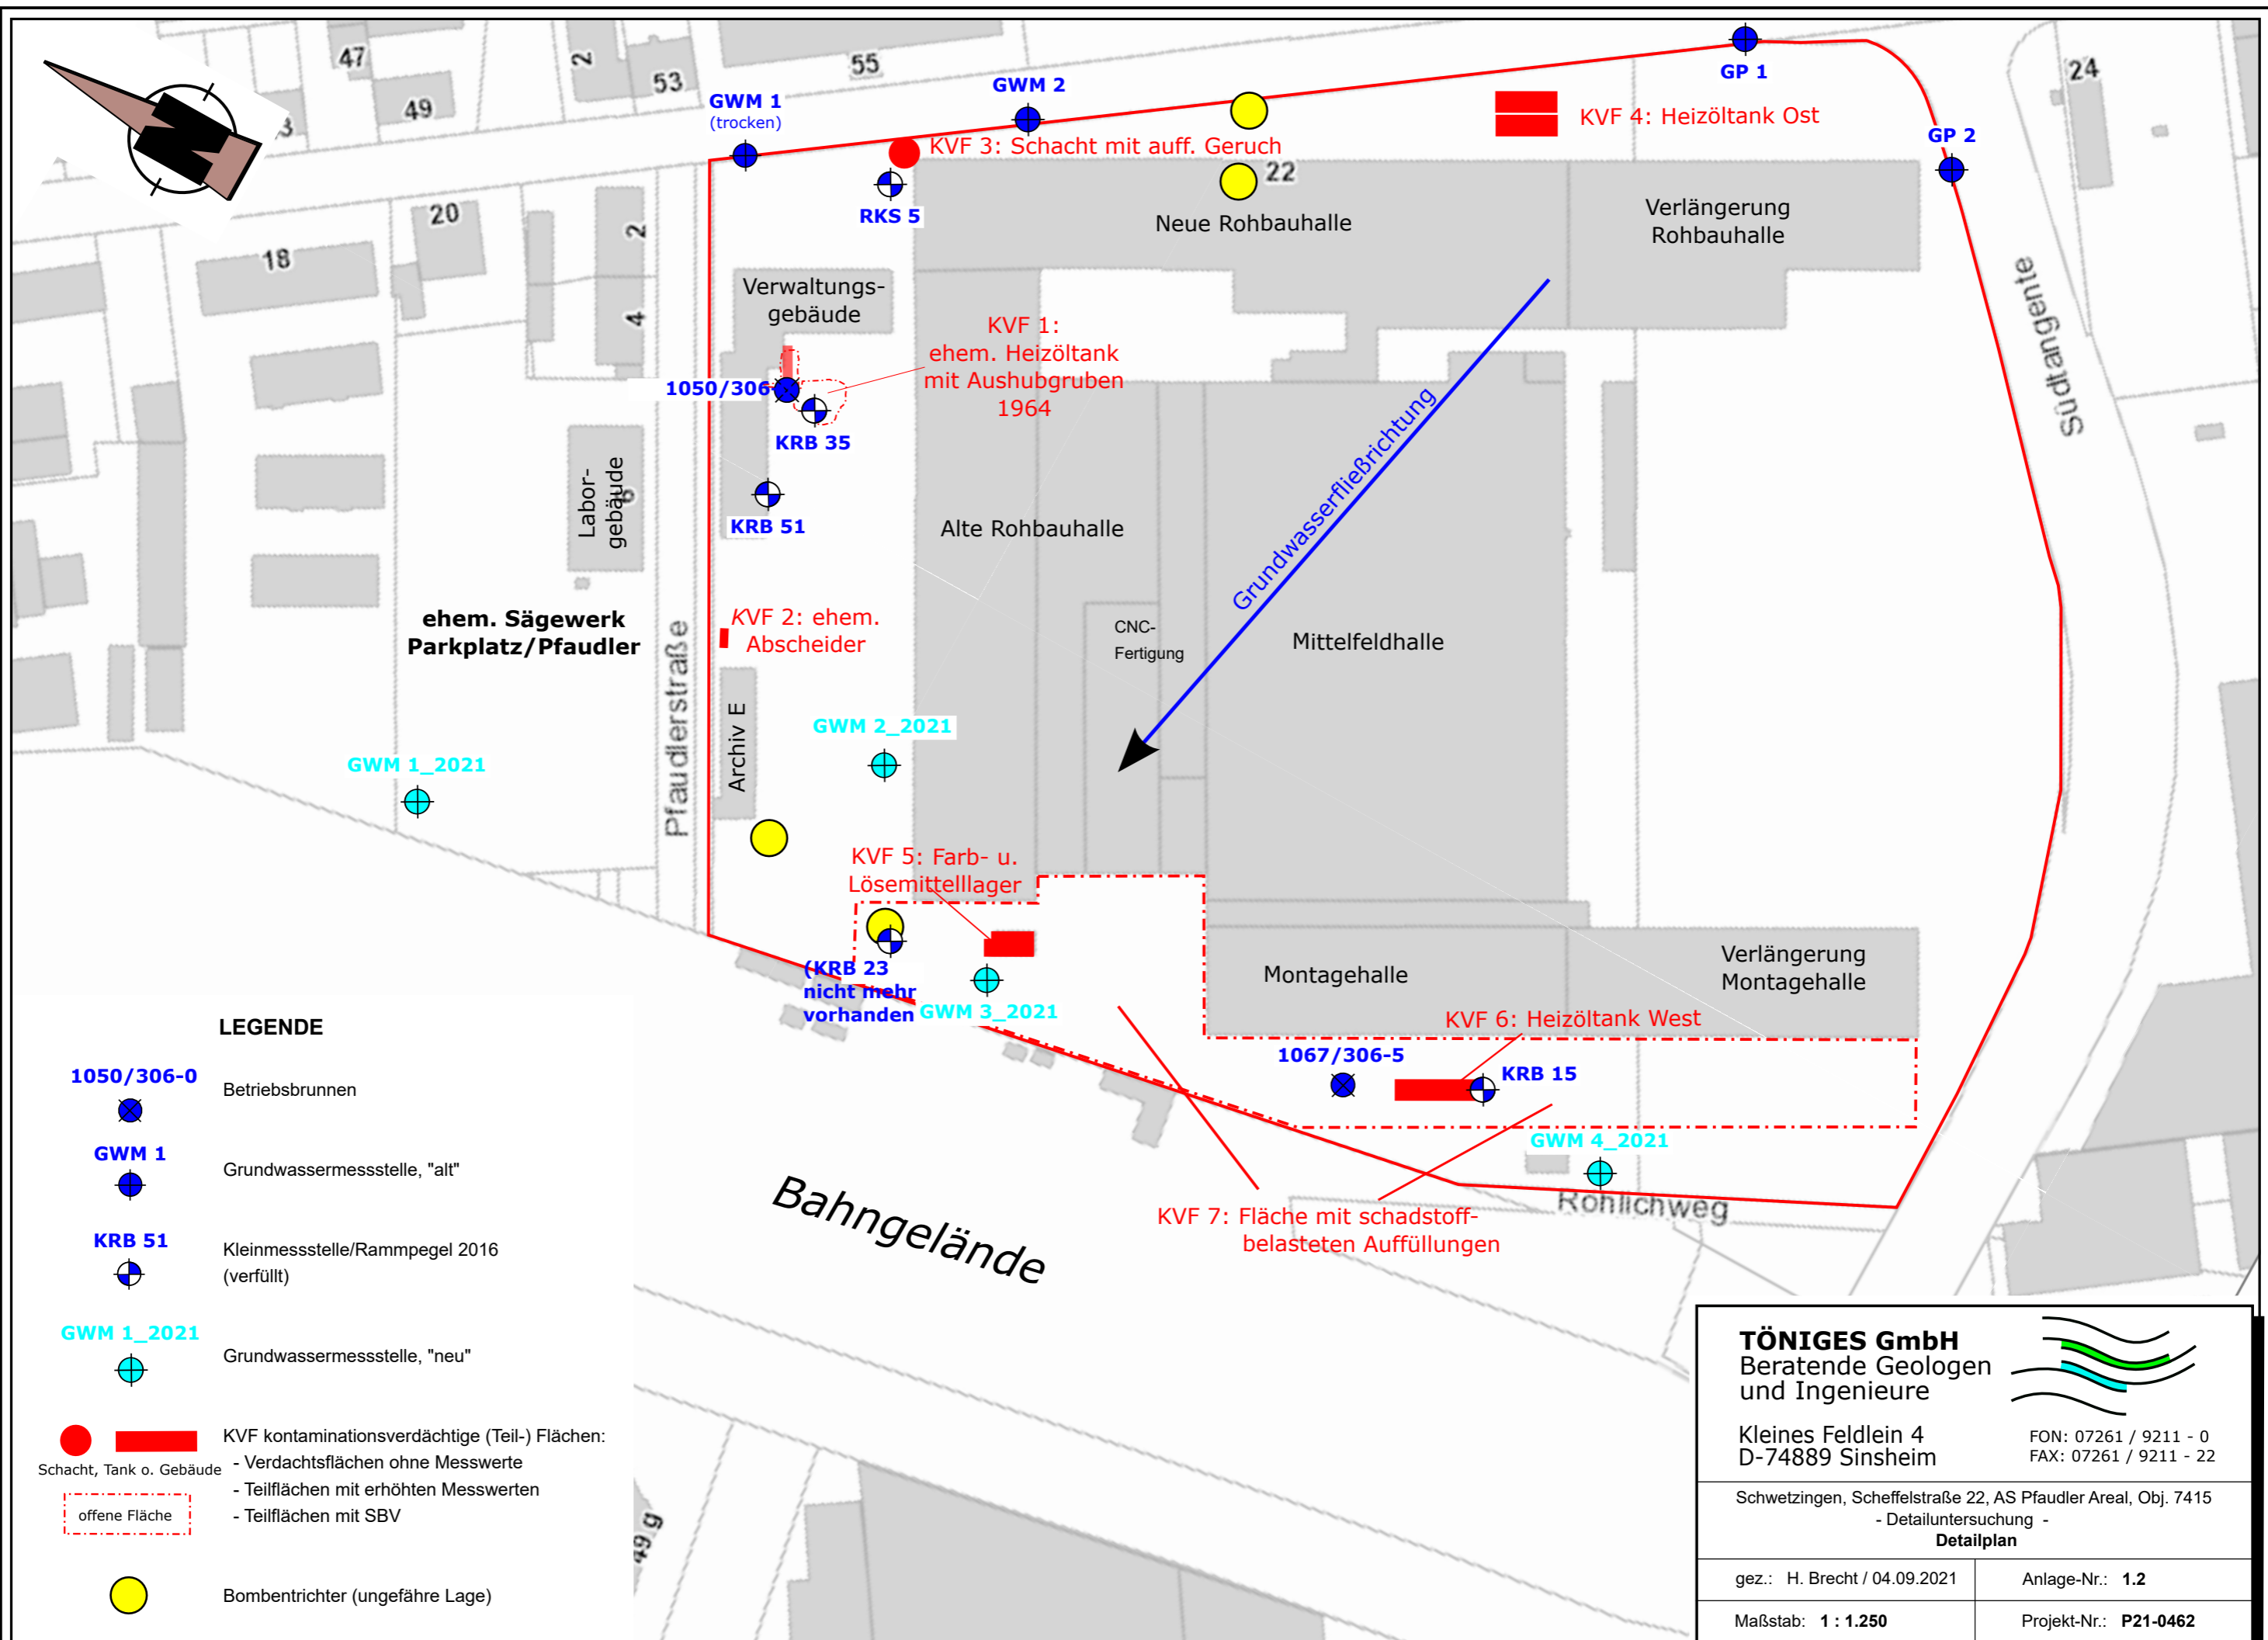 47
2
53
55
49
3
GWM 1
(trocken)
GWM 2
GP 1
24
KVF 4: Heizöltank Ost
GP 2
KVF 3: Schacht mit auff. Geruch
22
RKS 5
Neue Rohbauhalle
Verlängerung
Rohbauhalle
20
18
2
4
Verwaltungs-
gebäude
KVF 1:
ehem. Heizöltank
mit Aushubgruben
1964
1050/306
KRB 35
Südtangente
Grundwasserfließrichtung
Labor-
gebäude
6
KRB 51
Alte Rohbauhalle
ehem. Sägewerk
Parkplatz/Pfaudler
KVF 2: ehem.
Abscheider
CNC-
Fertigung
Mittelfeldhalle
Pfaudlerstraße
Archiv E
GWM 2_2021
GWM 1_2021
KVF 5: Farb- u.
Lösemittelllager
(KRB 23
nicht mehr
vorhanden
GWM 3_2021
Montagehalle
Verlängerung
Montagehalle
KVF 6: Heizöltank West
1067/306-5
KRB 15
GWM 4_2021
Rohlichweg
KVF 7: Fläche mit schadstoff-
belasteten Auffüllungen
Bahngelände
49 g
LEGENDE
1050/306-0
Betriebsbrunnen
GWM 1
Grundwassermessstelle, "alt"
KRB 51
Kleinmessstelle/Rammpegel 2016
(verfüllt)
GWM 1_2021
Grundwassermessstelle, "neu"
KVF kontaminationsverdächtige (Teil-) Flächen:
Schacht, Tank o. Gebäude
- Verdachtsflächen ohne Messwerte
- Teilflächen mit erhöhten Messwerten
- Teilflächen mit SBV
offene Fläche
Bombentrichter (ungefähre Lage)
TÖNIGES GmbH
Beratende Geologen
und Ingenieure
Kleines Feldlein 4
D-74889 Sinsheim
FON: 07261 / 9211 - 0
FAX: 07261 / 9211 - 22
Schwetzingen, Scheffelstraße 22, AS Pfaudler Areal, Obj. 7415
- Detailuntersuchung -
Detailplan
gez.: H. Brecht / 04.09.2021
Anlage-Nr.: 1.2
Maßstab: 1 : 1.250
Projekt-Nr.: P21-0462